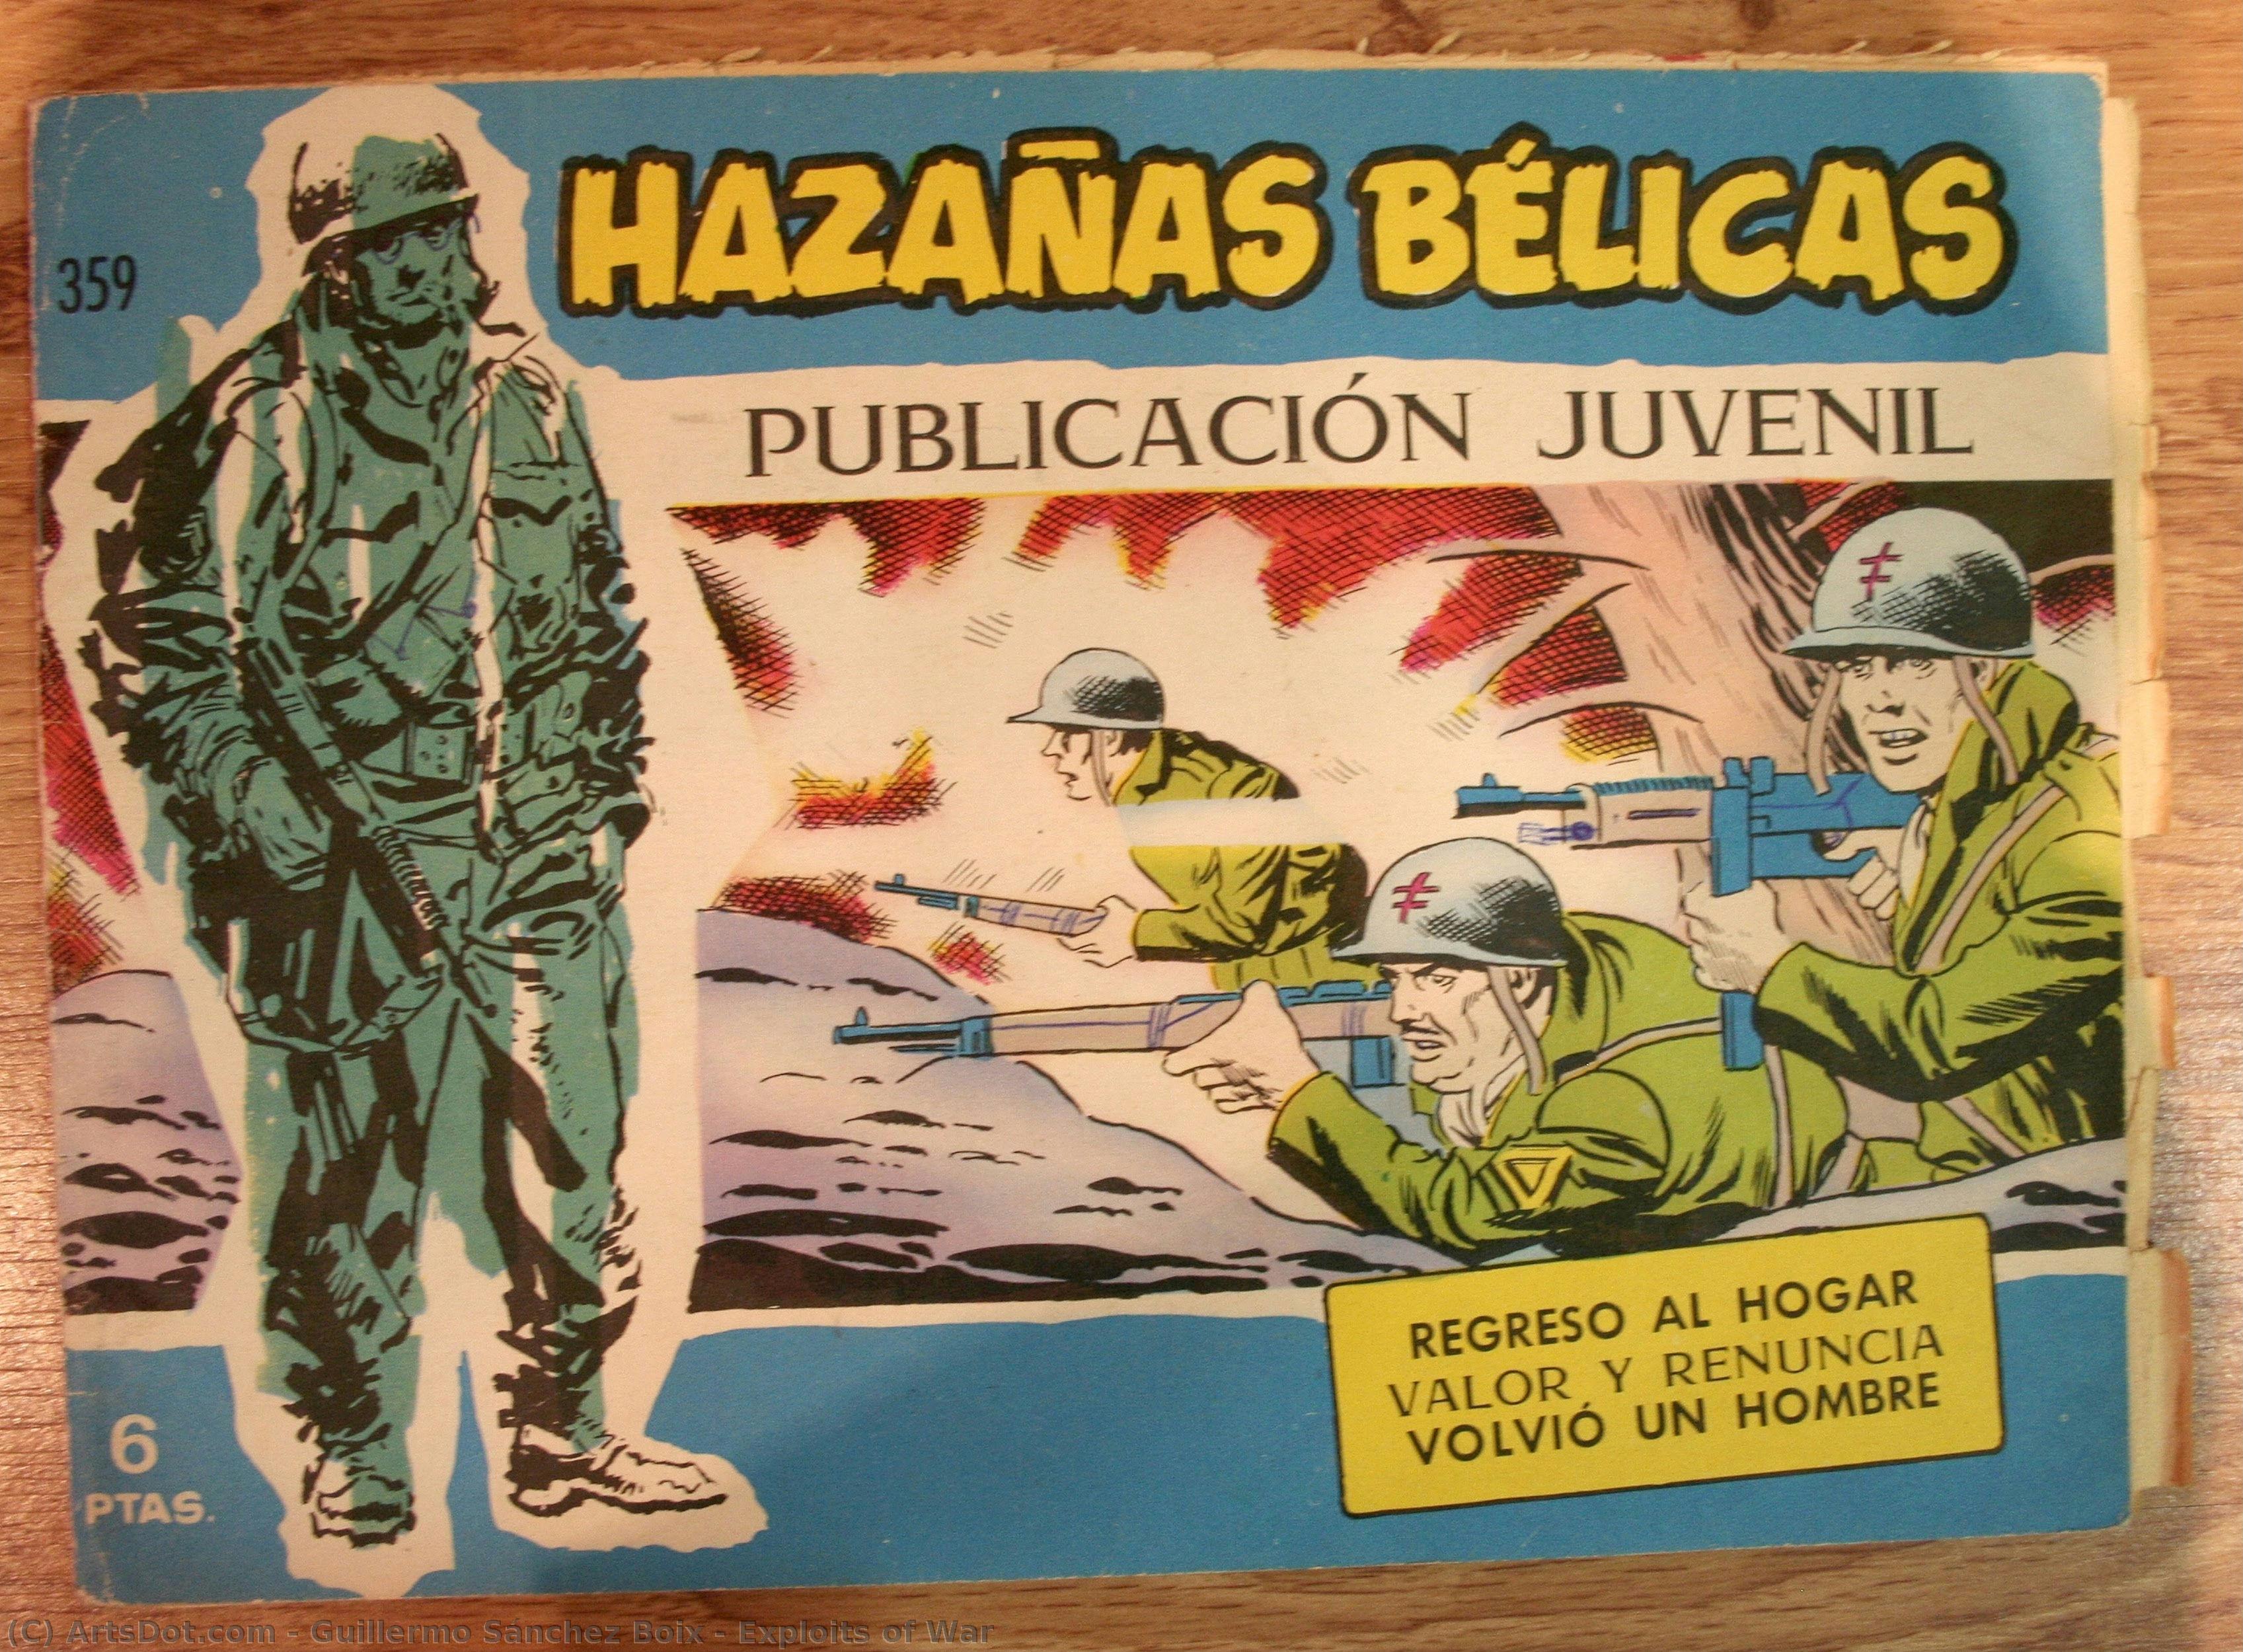 359
HAZAÑAS BÉLICAS
PUBLICACIÓN JUVENIL
REGRESO AL HOGAR
VALOR Y RENUNCIA
VOLVIÓ UN HOMBRE
6
PTAS.
(C) ArtsDot.com - Guillermo Sánchez Boix - Exploits of War